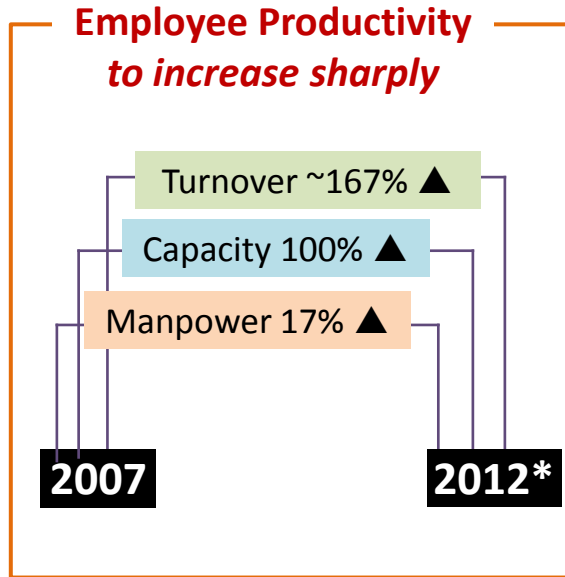 Employee Productivity
to increase sharply
Turnover ~167% ▲
Capacity 100% ▲
Manpower 17% ▲
2007
2012*